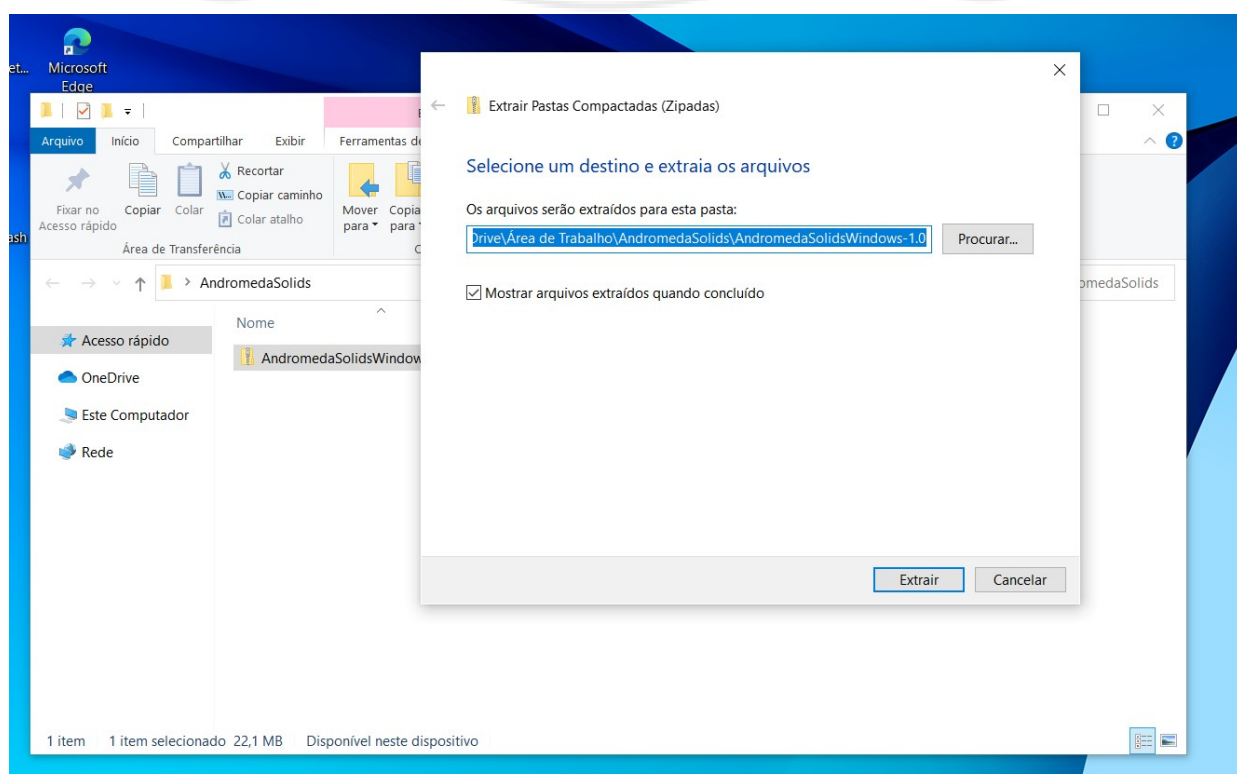 et... Microsoft
Edge
Extrair Pastas Compactadas (Zipadas)
Arquivo Início Compartilhar Exibir Ferramentas de
Selecione um destino e extraia os arquivos
Recortar
Copiar caminho
Colar atalho
Fixar no
Acesso rápido
Copiar Colar
Mover
para
Copia
para
Área de Transferência
Os arquivos serão extraídos para esta pasta:
Drive\Área de Trabalho\AndromedaSolids\AndromedaSolidsWindows-1.0
Procurar...
ash
AndromedaSolids
omedaSolids
Mostrar arquivos extraídos quando concluído
Nome
Acesso rápido
AndromedaSolidsWindow
OneDrive
Este Computador
Rede
Extrair Cancelar
1 item 1 item selecionado 22,1 MB Disponível neste dispositivo